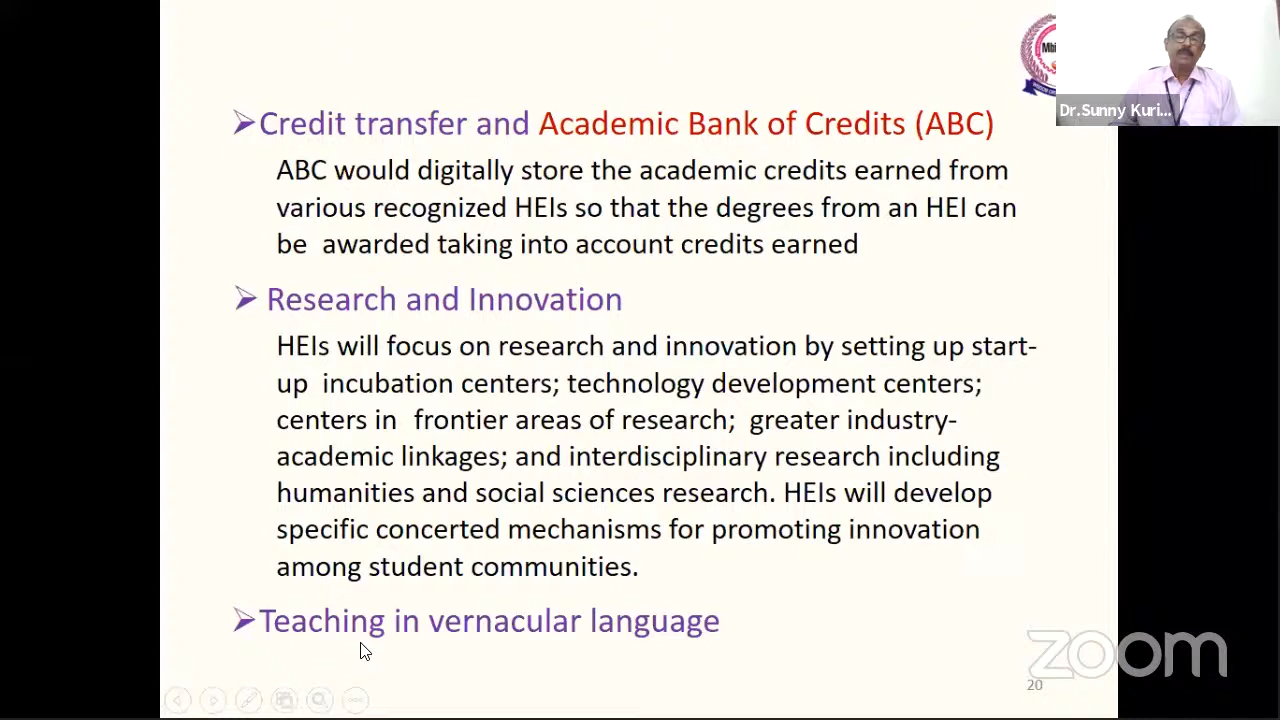 Mbi
Dr.Sunny Kuri...
➢Credit transfer and Academic Bank of Credits (ABC)
ABC would digitally store the academic credits earned from
various recognized HEIs so that the degrees from an HEI can
be awarded taking into account credits earned
➢ Research and Innovation
HEIs will focus on research and innovation by setting up start-
up incubation centers; technology development centers;
centers in frontier areas of research; greater industry-
academic linkages; and interdisciplinary research including
humanities and social sciences research. HEIs will develop
specific concerted mechanisms for promoting innovation
among student communities.
➢Teaching in vernacular language
zoom
20